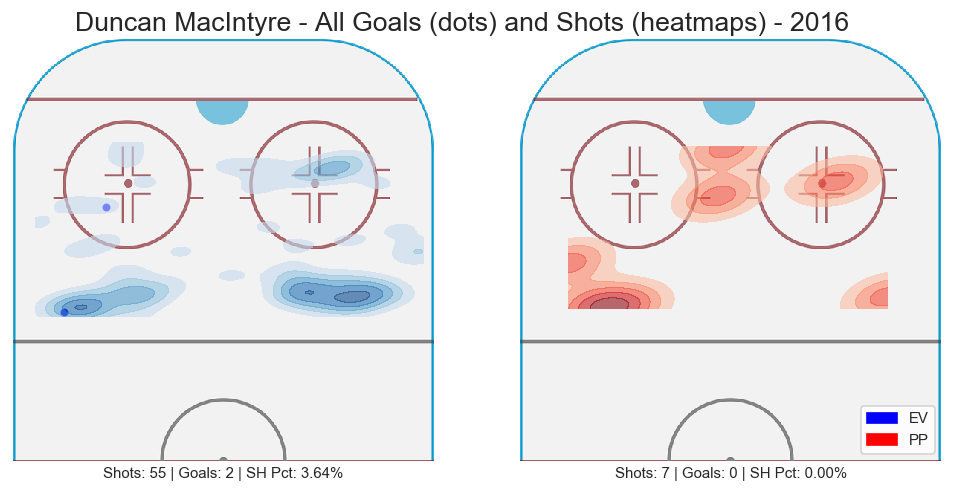 Duncan MacIntyre - All Goals (dots) and Shots (heatmaps) - 2016
EV
PP
Shots: 55 | Goals: 2 | SH Pct: 3.64%
Shots: 7 | Goals: 0 | SH Pct: 0.00%